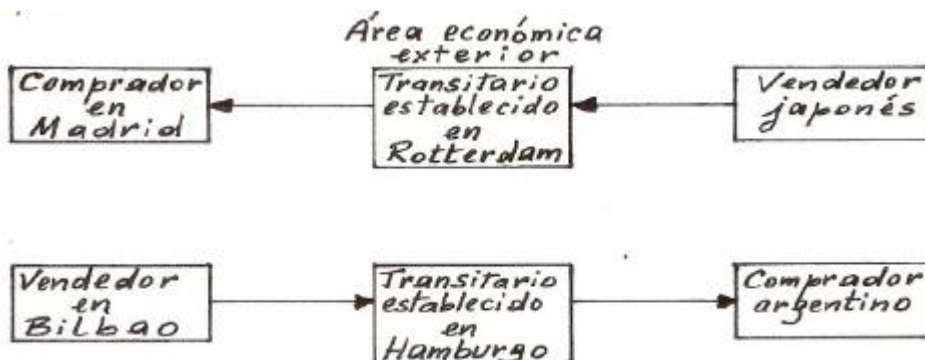 Área económica
exterior
Comprador
en
Madrid
Transitario
establecido
en
Rotterdam
Vendedor
japonés
Vendedor
en
Bilbao
Transitario
establecido
en
Hamburgo
Comprador
argentino